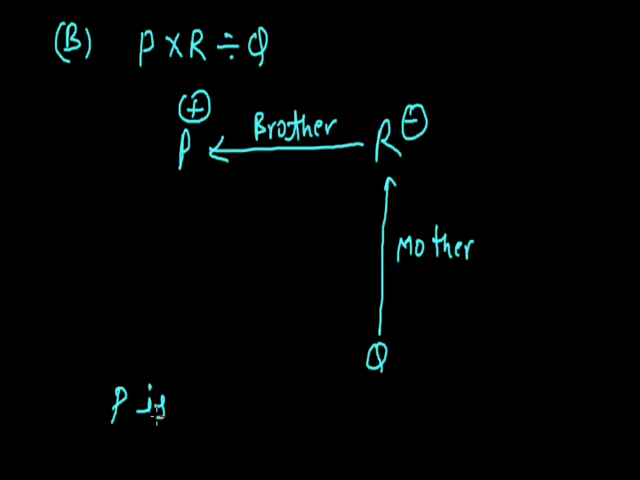 (B) P × R ÷ Q
+ -
P Brother R
Mother
Q
P is